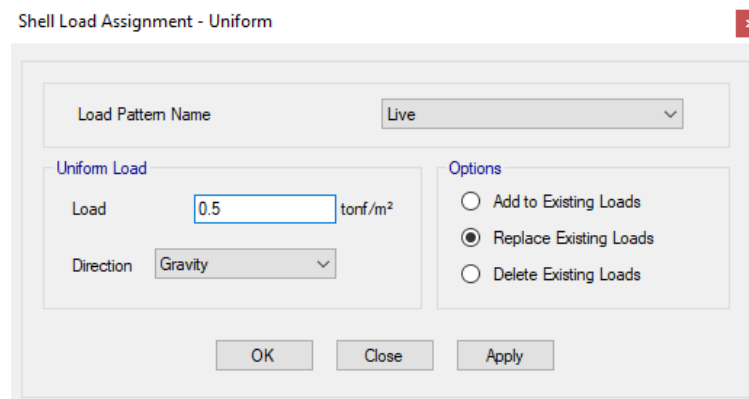 Shell Load Assignment - Uniform
Load Pattern Name
Live
Uniform Load
Load
0.5
tonf/m²
Direction
Gravity
Options
Add to Existing Loads
Replace Existing Loads
Delete Existing Loads
OK
Close
Apply